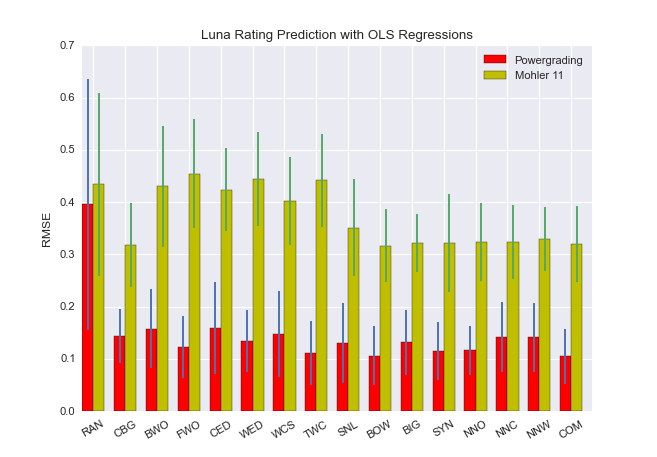 Luna Rating Prediction with OLS Regressions
Powergrading
Mohler 11
RMSE
0.7
0.6
0.5
0.4
0.3
0.2
0.1
0.0
RAN CBG BWO FWO CED WED WCS TWC SNL BOW BIG SYN NNO NNC NNW COM